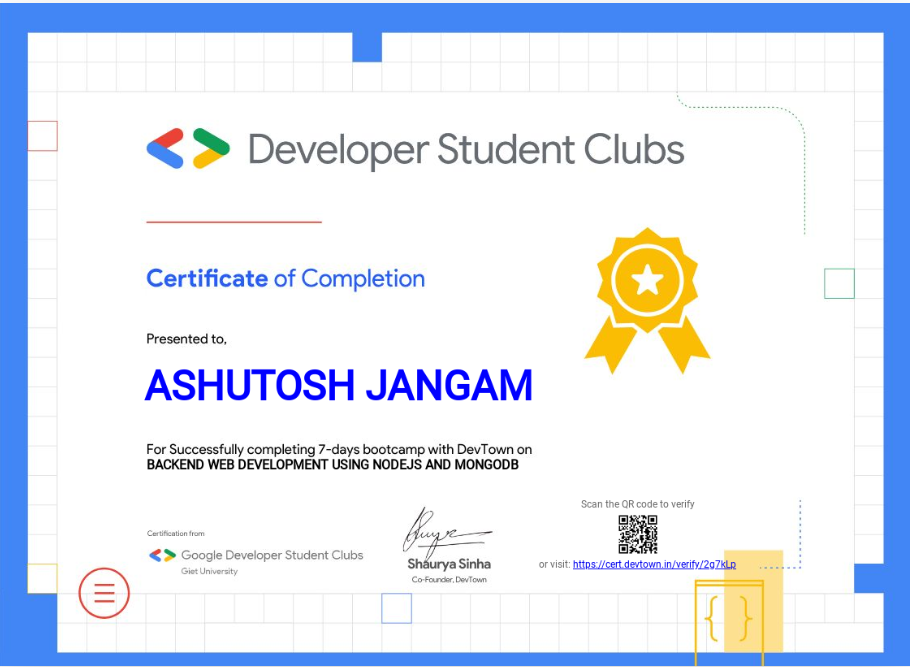 Developer Student Clubs
Certificate of Completion
Presented to,
ASHUTOSH JANGAM
For Successfully completing 7-days bootcamp with DevTown on
BACKEND WEB DEVELOPMENT USING NODEJS AND MONGODB
Certification from
Google Developer Student Clubs
Giet University
Shaurya Sinha
Co-Founder, DevTown
Scan the QR code to verify
or visit: https://cert.devtown.in/verify/2g7kLp